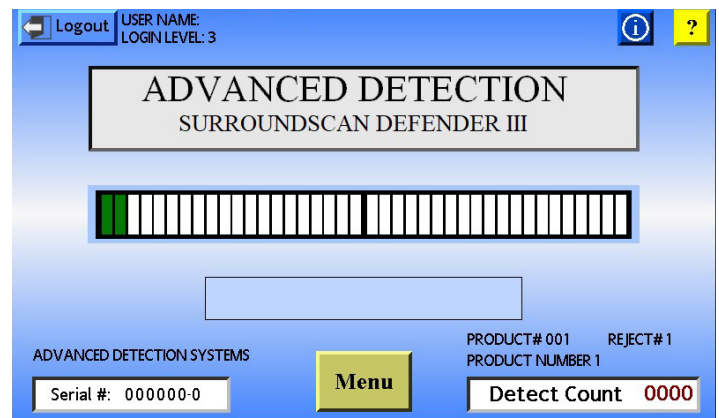 Logout
USER NAME:
LOGIN LEVEL: 3
i
?
ADVANCED DETECTION
SURROUNDSCAN DEFENDER III
ADVANCED DETECTION SYSTEMS
Serial #: 000000-0
Menu
PRODUCT# 001 REJECT# 1
PRODUCT NUMBER 1
Detect Count 0000